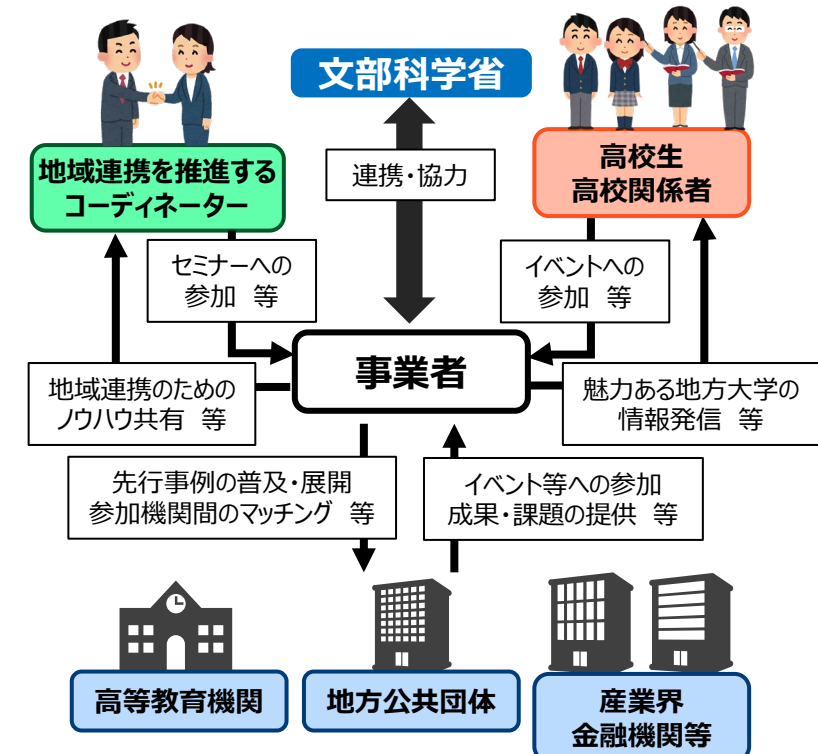 文部科学省
地域連携を推進する
コーディネーター
高校生
高校関係者
連携・協力
セミナーへの
参加 等
イベントへの
参加 等
事業者
地域連携のための
ノウハウ共有 等
魅力ある地方大学の
情報発信 等
先行事例の普及・展開
参加機関間のマッチング 等
イベント等への参加
成果・課題の提供 等
高等教育機関
地方公共団体
産業界
金融機関等